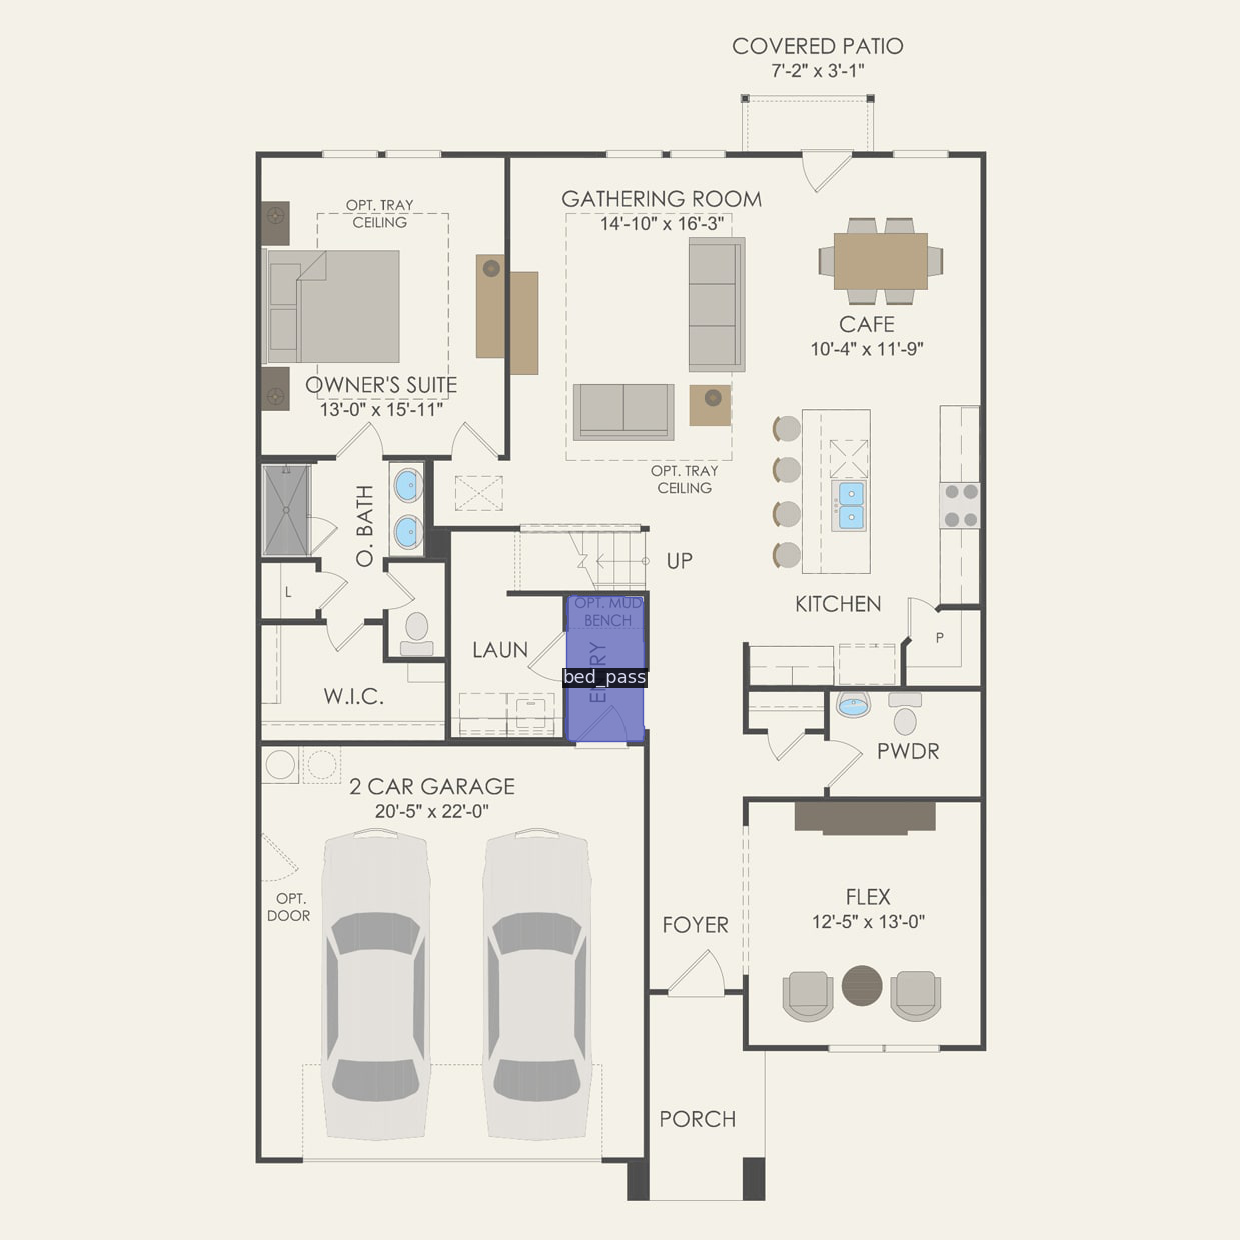 COVERED PATIO
7'-2" x 3'-1"
OPT. TRAY
CEILING
GATHERING ROOM
14'-10" x 16'-3"
CAFE
10'-4" x 11'-9"
OWNER'S SUITE
13'-0" x 15'-11"
OPT. TRAY
CEILING
O. BATH
UP
L
KITCHEN
OPT. MUD
BENCH
LAUN
P
bed_pass
W.I.C.
PWDR
2 CAR GARAGE
20'-5" x 22'-0"
OPT.
DOOR
FLEX
12'-5" x 13'-0"
FOYER
PORCH